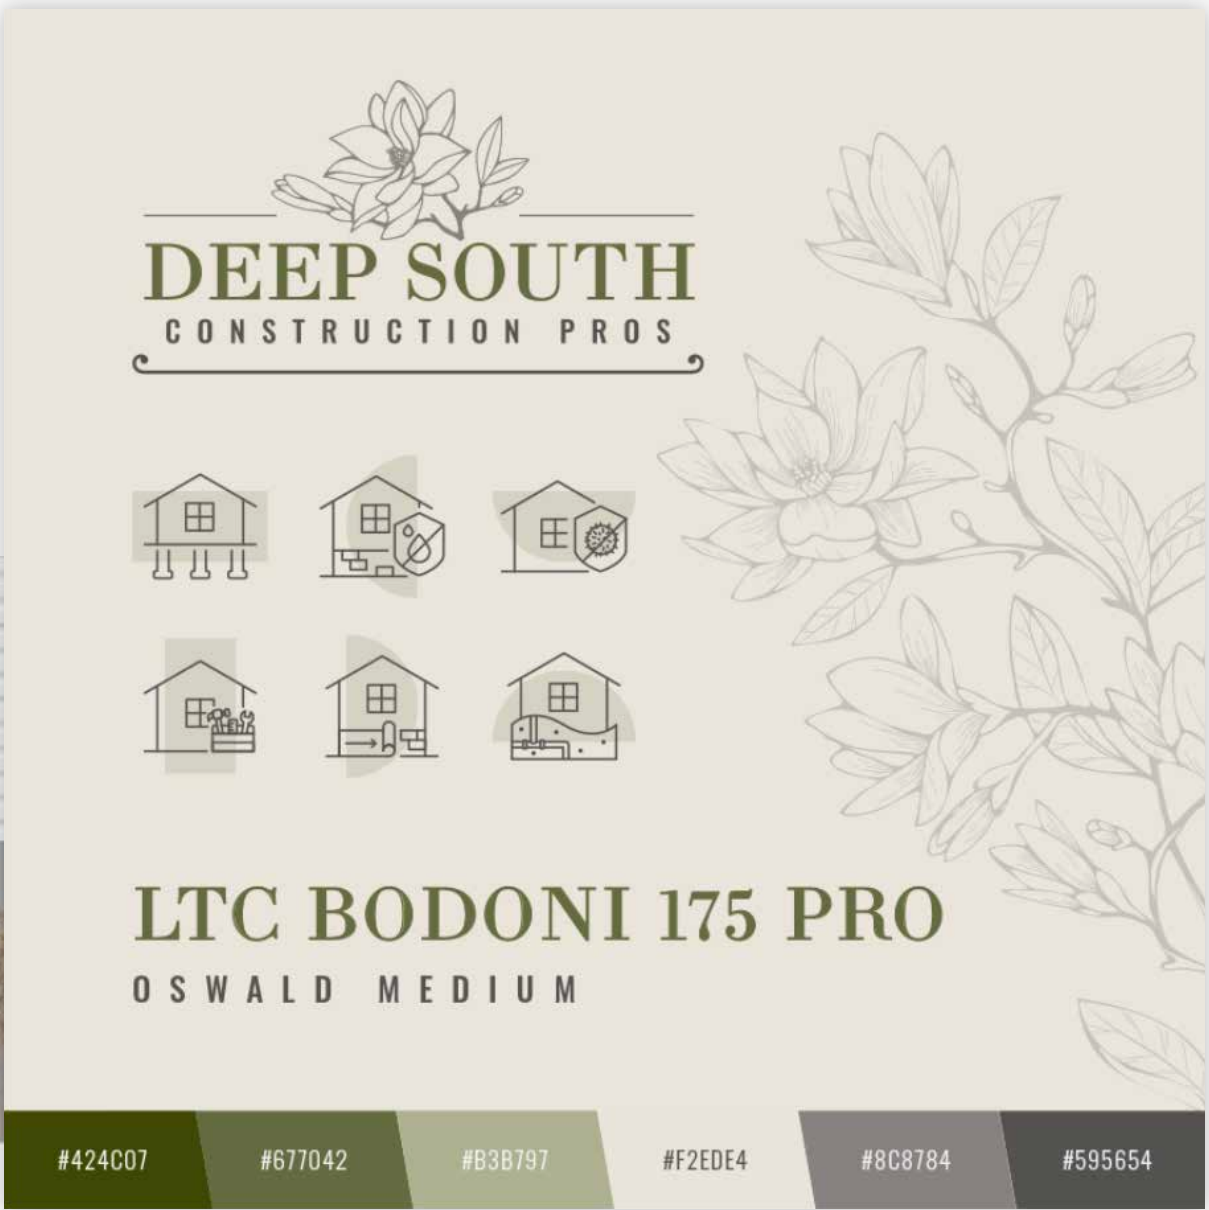 DEEP SOUTH
CONSTRUCTION PROS
LTC BODONI 175 PRO
OSWALD MEDIUM
#424C07 #677042 #B3B797 #F2EDE4 #8C8784 #595654